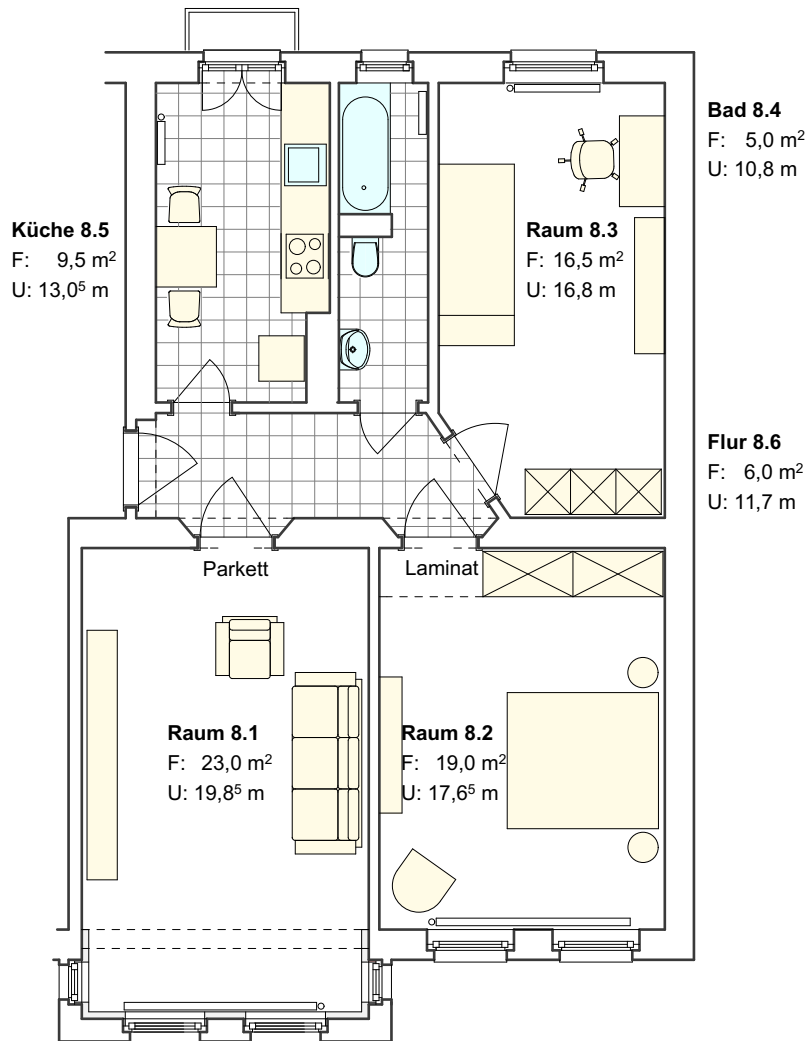 Bad 8.4
F: 5,0 m²
U: 10,8 m
Küche 8.5
F: 9,5 m²
U: 13,0⁵ m
Raum 8.3
F: 16,5 m²
U: 16,8 m
Flur 8.6
F: 6,0 m²
U: 11,7 m
Parkett
Laminat
Raum 8.1
F: 23,0 m²
U: 19,8⁵ m
Raum 8.2
F: 19,0 m²
U: 17,6⁵ m